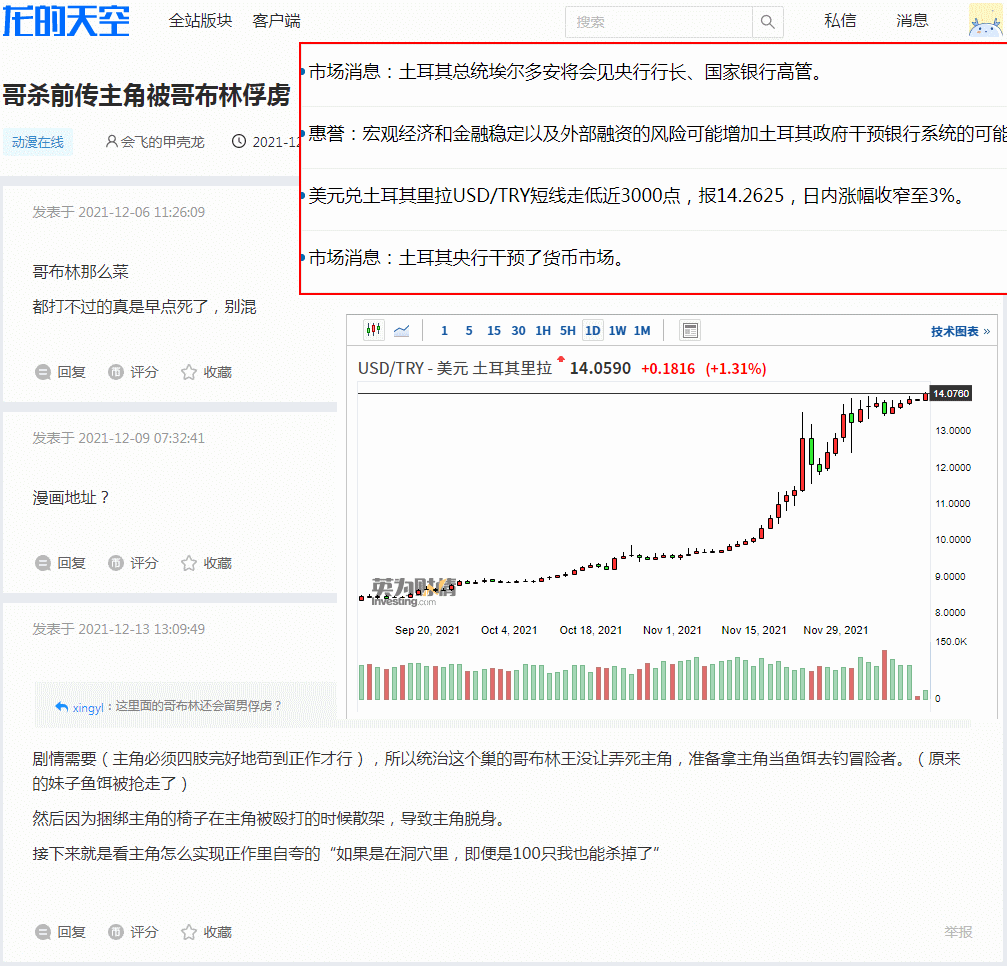 龙的天空
全站版块 客户端
搜索
私信 消息
哥杀前传主角被哥布林俘虏
动漫在线 会飞的甲壳龙 2021-12
市场消息：土耳其总统埃尔多安将会见央行行长、国家银行高管。
惠誉：宏观经济和金融稳定以及外部融资的风险可能增加土耳其政府干预银行系统的可能
美元兑土耳其里拉USD/TRY短线走低近3000点，报14.2625，日内涨幅收窄至3%。
市场消息：土耳其央行干预了货币市场。
发表于 2021-12-06 11:26:09
哥布林那么菜
都打不过的真是早点死了，别混
回复 评分 收藏
发表于 2021-12-09 07:32:41
漫画地址？
回复 评分 收藏
发表于 2021-12-13 13:09:49
xingyl：这里面的哥布林还会留男俘虏？
1 5 15 30 1H 5H 1D 1W 1M
技术图表 »
USD/TRY - 美元 土耳其里拉 14.0590 +0.1816 (+1.31%)
14.0760
13.0000
12.0000
11.0000
10.0000
9.0000
8.0000
英为财情
Investing.com
Sep 20, 2021 Oct 4, 2021 Oct 18, 2021 Nov 1, 2021 Nov 15, 2021 Nov 29, 2021
150.0K
0
剧情需要（主角必须四肢完好地苟到正作才行），所以统治这个巢的哥布林王没让弄死主角，准备拿主角当鱼饵去钓冒险者。（原来
的妹子鱼饵被抢走了）
然后因为捆绑主角的椅子在主角被殴打的时候散架，导致主角脱身。
接下来就是看主角怎么实现正作里自夸的“如果是在洞穴里，即便是100只我也能杀掉了”
回复 评分 收藏
举报